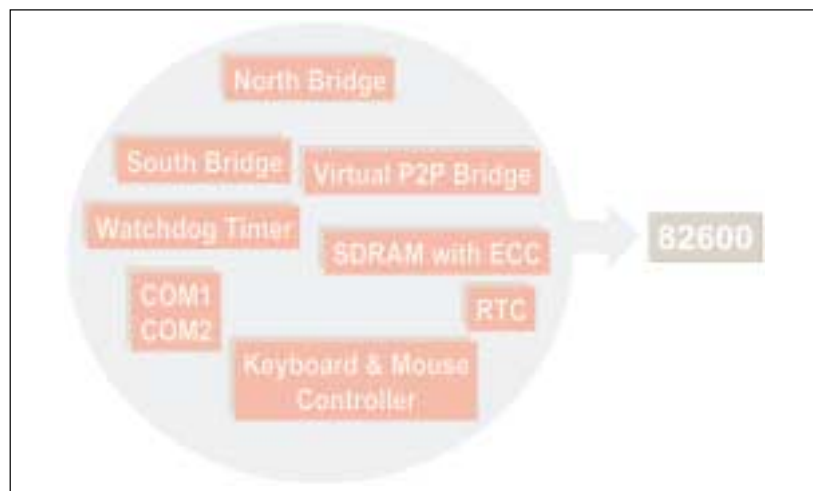 North Bridge
South Bridge
Virtual P2P Bridge
Watchdog Timer
SDRAM with ECC
82600
COM1
COM2
RTC
Keyboard & Mouse
Controller